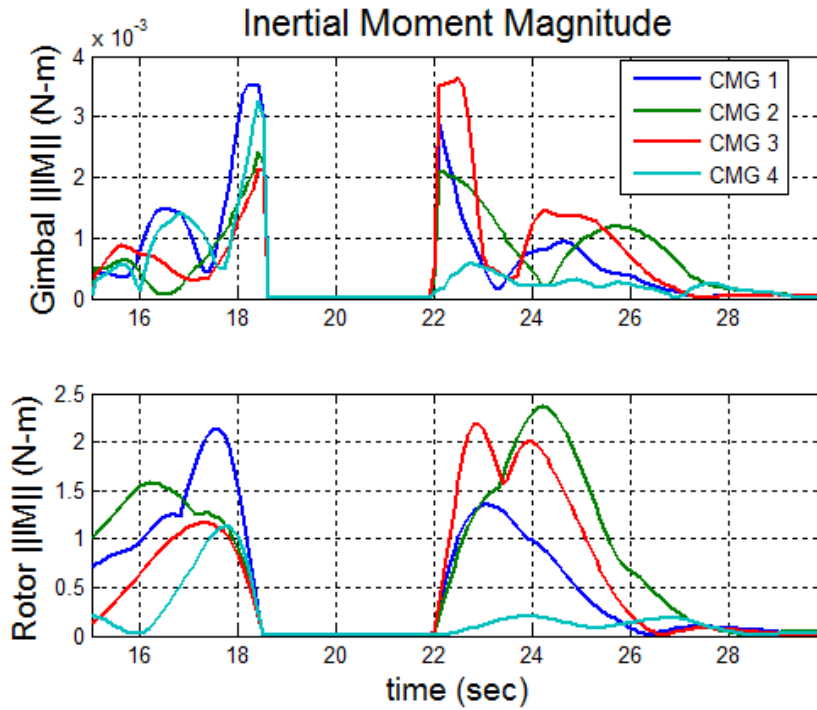 Inertial Moment Magnitude
x 10⁻³
Gimbal ||IM|| (N-m)
4
3
2
1
0
CMG 1
CMG 2
CMG 3
CMG 4
16 18 20 22 24 26 28
Rotor ||IM|| (N-m)
2.5
2
1.5
1
0.5
0
16 18 20 22 24 26 28
time (sec)